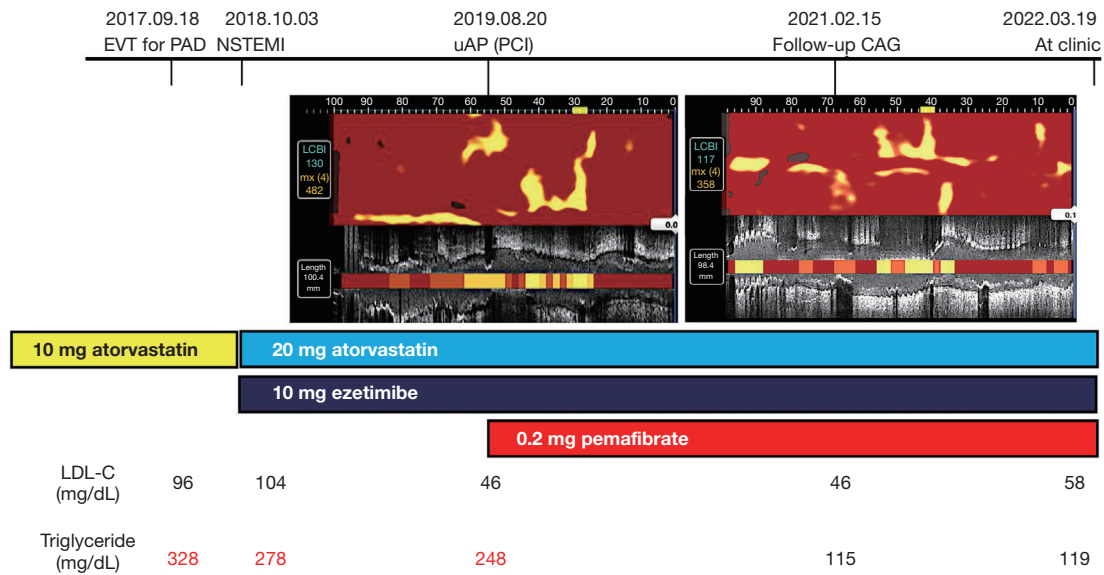 2017.09.18 2018.10.03 2019.08.20 2021.02.15 2022.03.19
EVT for PAD NSTEMI uAP (PCI) Follow-up CAG At clinic
100 90 80 70 60 50 40 30 20 10 0
LCBI
130
mx (4)
482
0.0
Length
100.4
mm
90 80 70 60 50 40 30 20 10 0
LCBI
117
mx (4)
358
0.1
Length
98.4
mm
10 mg atorvastatin 20 mg atorvastatin
10 mg ezetimibe
0.2 mg pemafibrate
LDL-C
(mg/dL) 96 104 46 46 58
Triglyceride
(mg/dL) 328 278 248 115 119